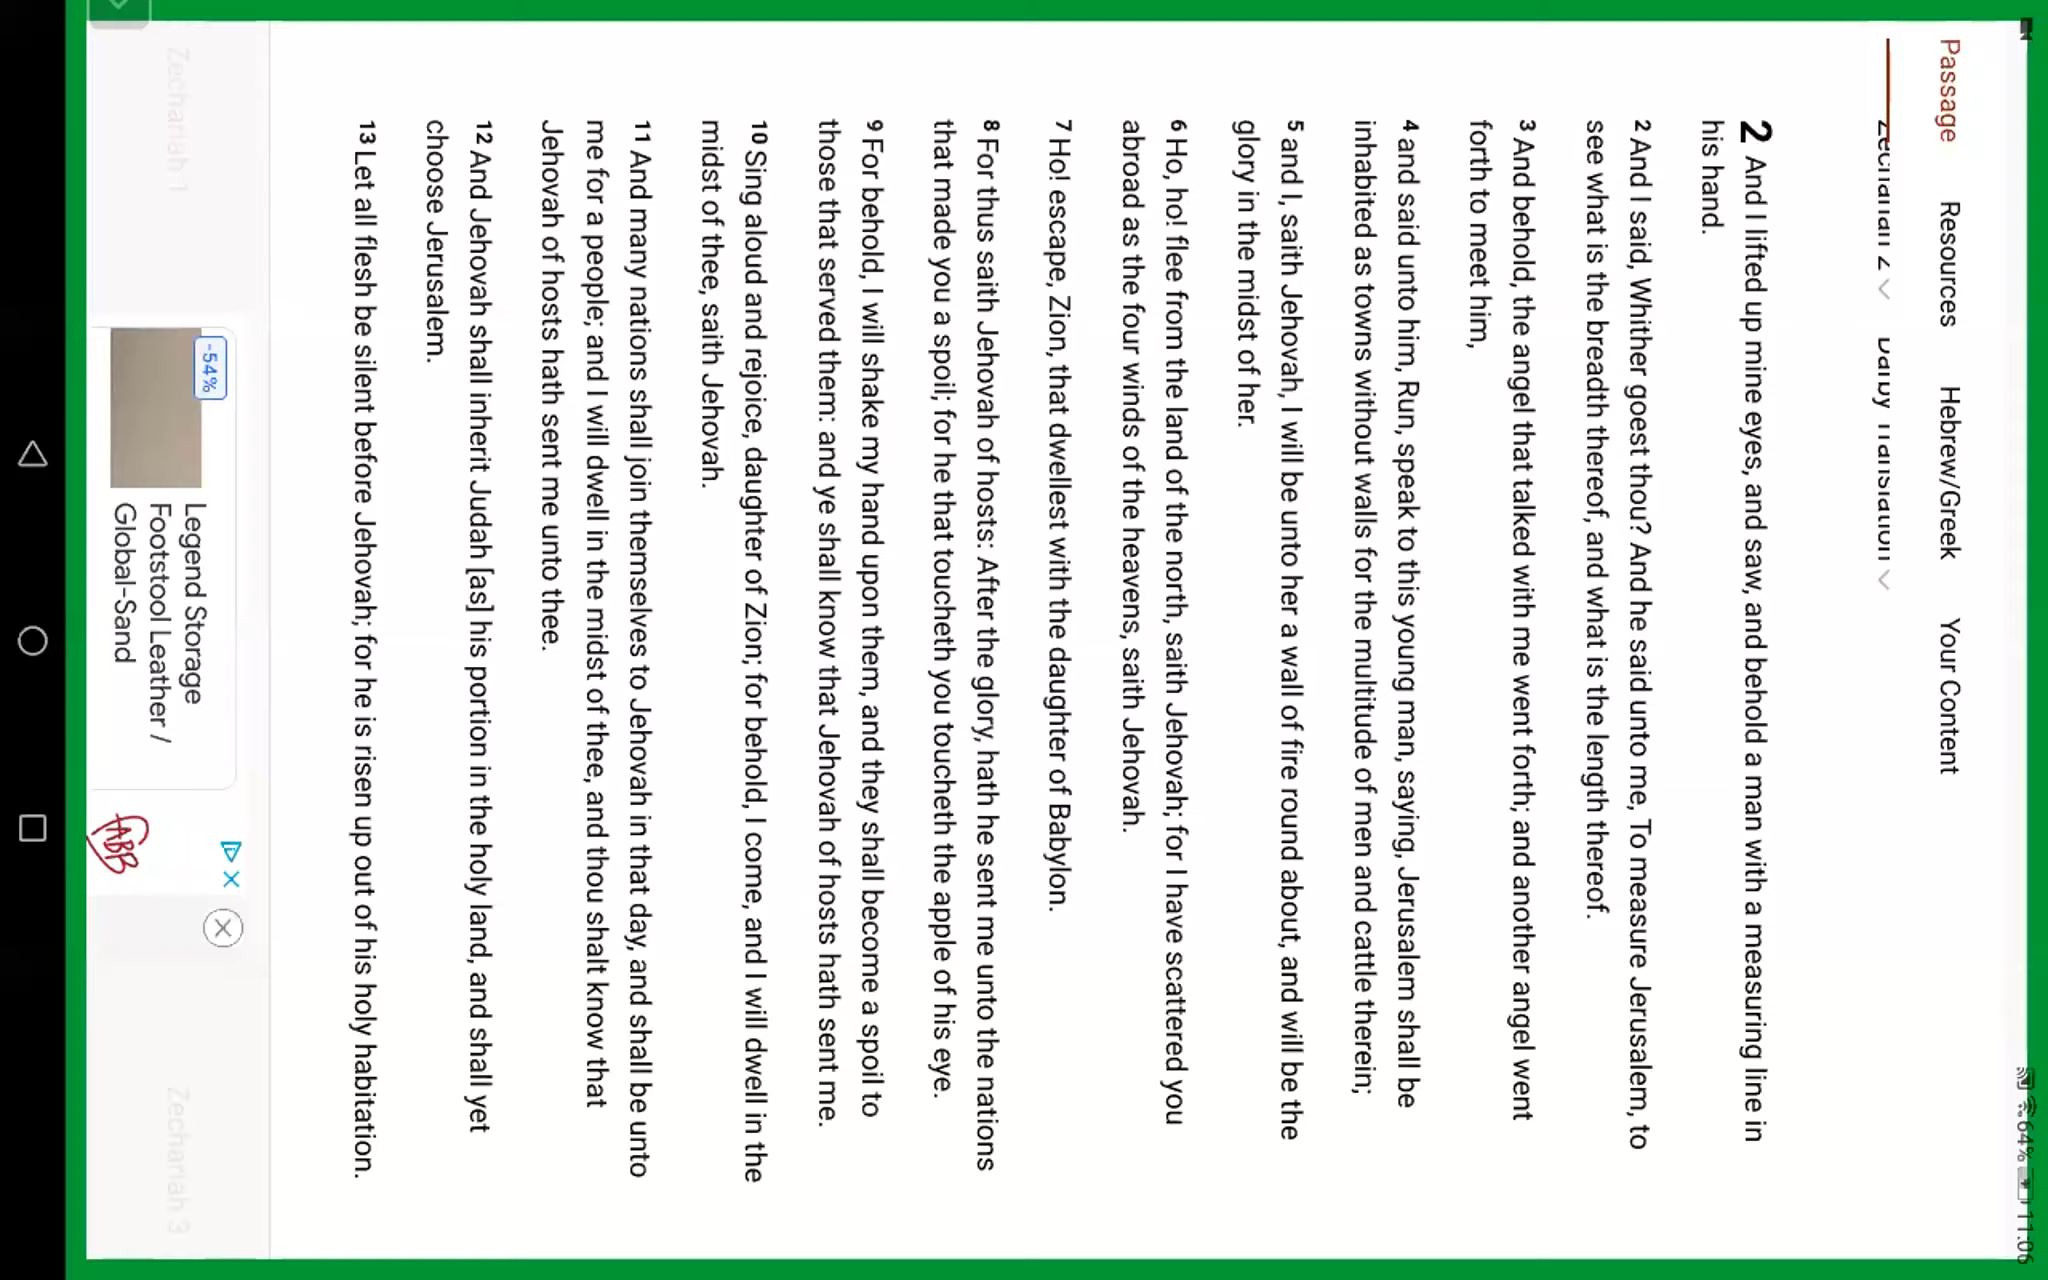 11:06
64%
Passage Resources Hebrew/Greek Your Content
Zechariah 2 Darby Translation
2 And I lifted up mine eyes, and saw, and behold a man with a measuring line in
his hand.
2 And I said, Whither goest thou? And he said unto me, To measure Jerusalem, to
see what is the breadth thereof, and what is the length thereof.
3 And behold, the angel that talked with me went forth; and another angel went
forth to meet him,
4 and said unto him, Run, speak to this young man, saying, Jerusalem shall be
inhabited as towns without walls for the multitude of men and cattle therein;
5 and I, saith Jehovah, I will be unto her a wall of fire round about, and will be the
glory in the midst of her.
6 Ho, ho! flee from the land of the north, saith Jehovah; for I have scattered you
abroad as the four winds of the heavens, saith Jehovah.
7 Ho! escape, Zion, that dwellest with the daughter of Babylon.
8 For thus saith Jehovah of hosts: After the glory, hath he sent me unto the nations
that made you a spoil; for he that toucheth you toucheth the apple of his eye.
9 For behold, I will shake my hand upon them, and they shall become a spoil to
those that served them: and ye shall know that Jehovah of hosts hath sent me.
10 Sing aloud and rejoice, daughter of Zion; for behold, I come, and I will dwell in the
midst of thee, saith Jehovah.
11 And many nations shall join themselves to Jehovah in that day, and shall be unto
me for a people; and I will dwell in the midst of thee, and thou shalt know that
Jehovah of hosts hath sent me unto thee.
12 And Jehovah shall inherit Judah [as] his portion in the holy land, and shall yet
choose Jerusalem.
13 Let all flesh be silent before Jehovah; for he is risen up out of his holy habitation.
Zechariah 1
Zechariah 3
-54%
Legend Storage
Footstool Leather /
Global-Sand
ABB